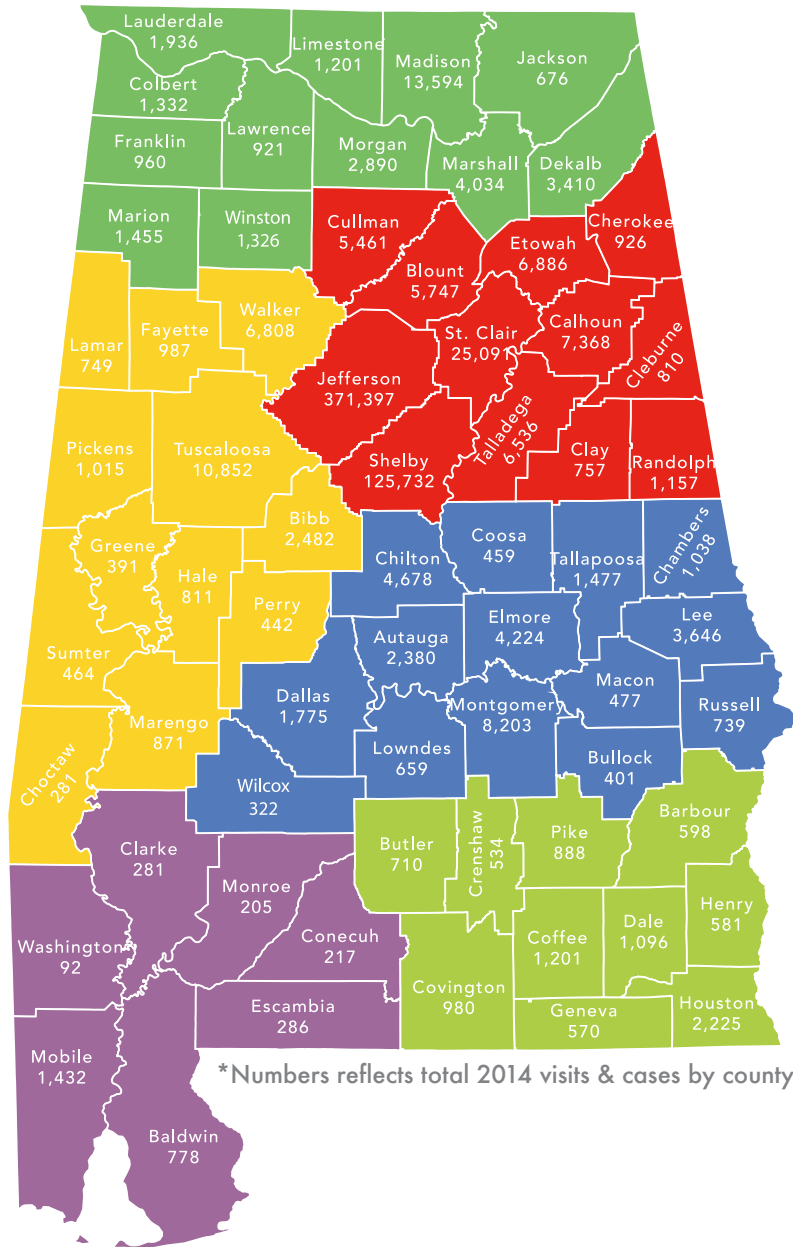 Lauderdale
1,936
Limestone
1,201
Madison
13,594
Jackson
676
Colbert
1,332
Lawrence
921
Franklin
960
Morgan
2,890
Marshall
4,034
Dekalb
3,410
Marion
1,455
Winston
1,326
Cullman
5,461
Blount
5,747
Etowah
6,886
Cherokee
926
Lamar
749
Fayette
987
Walker
6,808
Jefferson
371,397
St. Clair
25,091
Calhoun
7,368
Cleburne
810
Pickens
1,015
Tuscaloosa
10,852
Shelby
125,732
Talladega
6,536
Clay
757
Randolph
1,157
Bibb
2,482
Greene
391
Hale
811
Perry
442
Sumter
464
Marengo
871
Choctaw
281
Chilton
4,678
Coosa
459
Tallapoosa
1,477
Chambers
1,038
Autauga
2,380
Elmore
4,224
Lee
3,646
Dallas
1,775
Montgomery
8,203
Macon
477
Russell
739
Lowndes
659
Bullock
401
Wilcox
322
Butler
710
Crenshaw
534
Pike
888
Barbour
598
Clarke
281
Monroe
205
Conecuh
217
Washington
92
Escambia
286
Covington
980
Coffee
1,201
Dale
1,096
Henry
581
Geneva
570
Houston
2,225
Mobile
1,432
Baldwin
778
*Numbers reflects total 2014 visits & cases by county